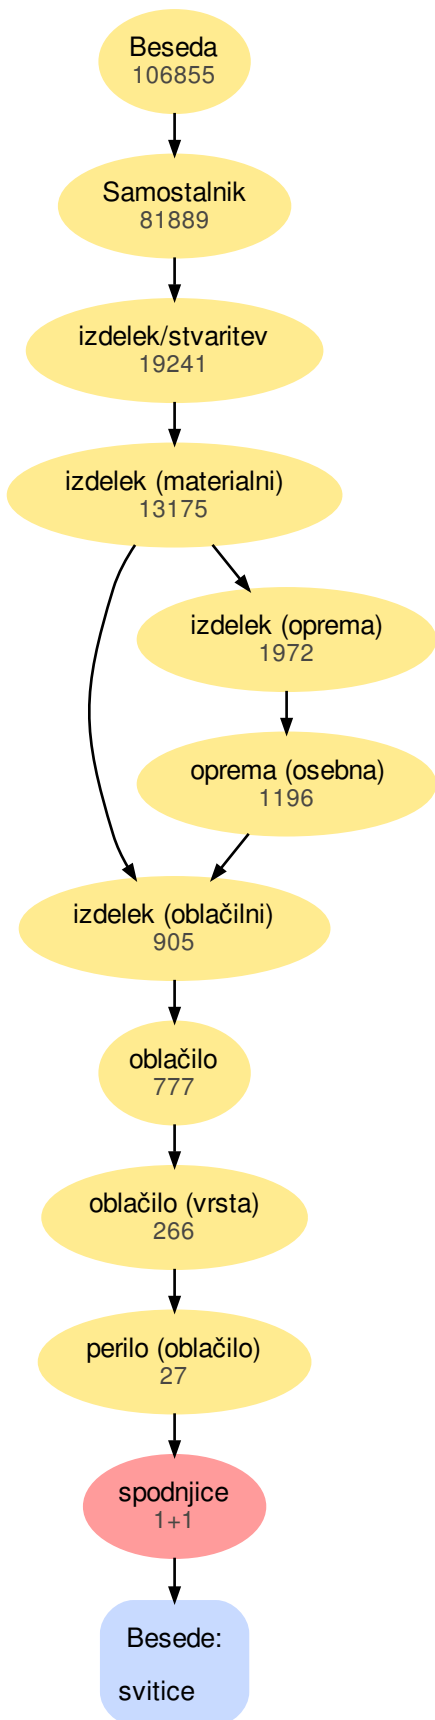 Beseda
106855
Samostalnik
81889
izdelek/stvaritev
19241
izdelek (materialni)
13175
izdelek (oprema)
1972
oprema (osebna)
1196
izdelek (oblačilni)
905
oblačilo
777
oblačilo (vrsta)
266
perilo (oblačilo)
27
spodnjice
1+1
Besede:
svitice